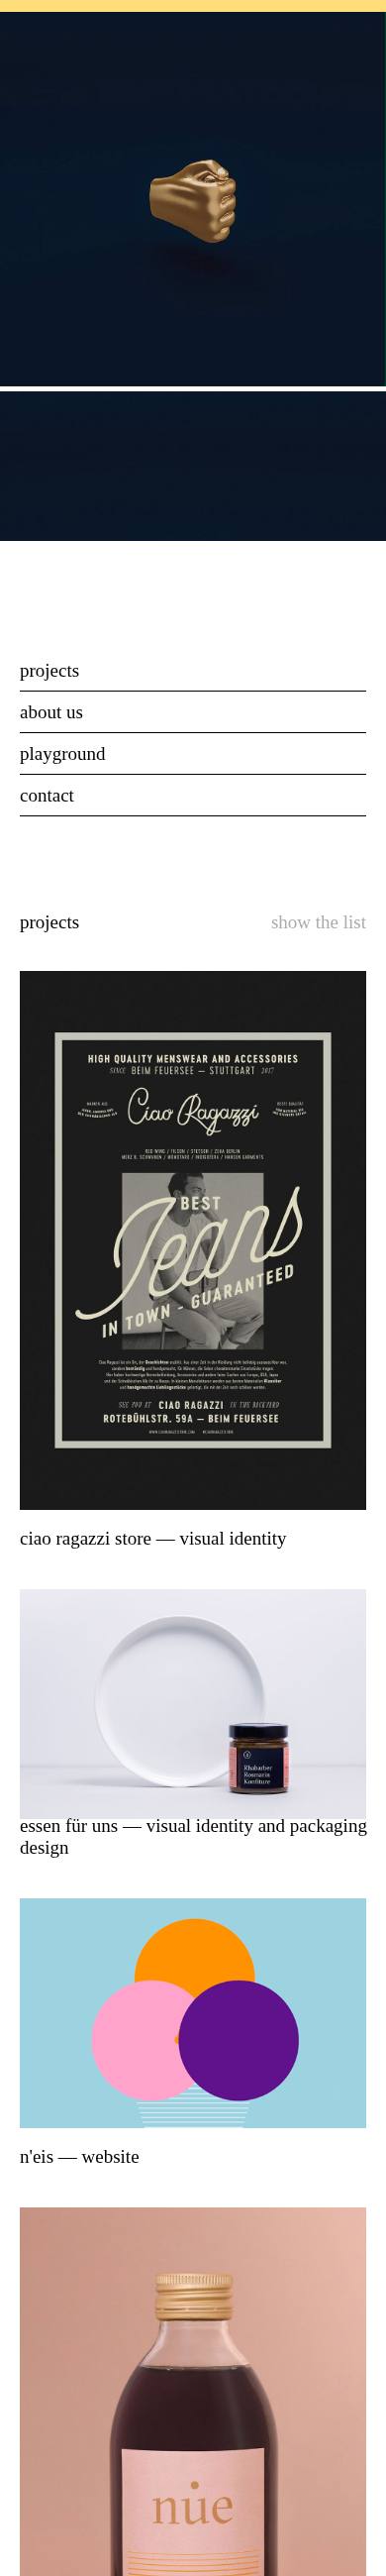 projects
about us
playground
contact
projects
show the list
HIGH QUALITY MENSWEAR AND ACCESSORIES
SINCE BEIM FEUERSEE — STUTTGART 2017
Ciao Ragazzi
BEST
Jeans
IN TOWN - GUARANTEED
SEE YOU AT CIAO RAGAZZI IN THE BACKYARD
ROTEBÜHLSTR. 59A — BEIM FEUERSEE
ciao ragazzi store — visual identity
Rhabarber
Rosmarin
Konfitüre
essen für uns — visual identity and packaging
design
n'eis — website
nue